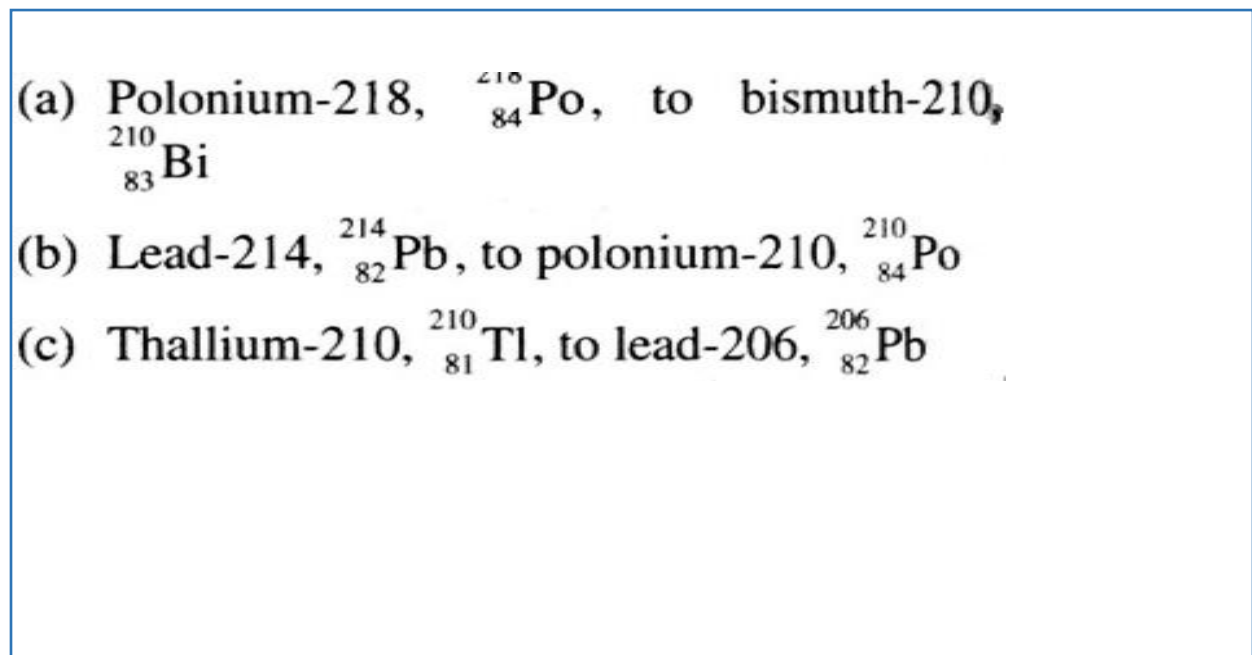 (a) Polonium-218, ²¹⁸₈₄Po, to bismuth-210,
²¹⁰₈₃Bi
(b) Lead-214, ²¹⁴₈₂Pb, to polonium-210, ²¹⁰₈₄Po
(c) Thallium-210, ²¹⁰₈₁Tl, to lead-206, ²⁰⁶₈₂Pb